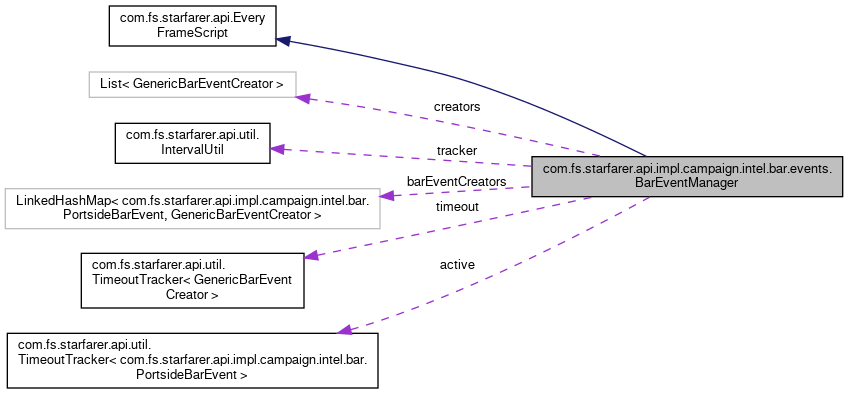 com.fs.starfarer.api.Every
FrameScript
List< GenericBarEventCreator >
creators
com.fs.starfarer.api.util.
IntervalUtil
tracker
com.fs.starfarer.api.impl.campaign.intel.bar.events.
BarEventManager
barEventCreators
LinkedHashMap< com.fs.starfarer.api.impl.campaign.intel.bar.
PortsideBarEvent, GenericBarEventCreator >
timeout
com.fs.starfarer.api.util.
TimeoutTracker< GenericBarEvent
Creator >
active
com.fs.starfarer.api.util.
TimeoutTracker< com.fs.starfarer.api.impl.campaign.intel.bar.
PortsideBarEvent >